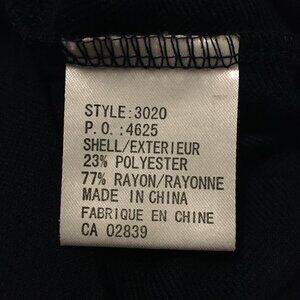 STYLE:3020
P.O.:4625
SHELL/EXTERIEUR
23% POLYESTER
77% RAYON/RAYONNE
MADE IN CHINA
FABRIQUE EN CHINE
CA 02839